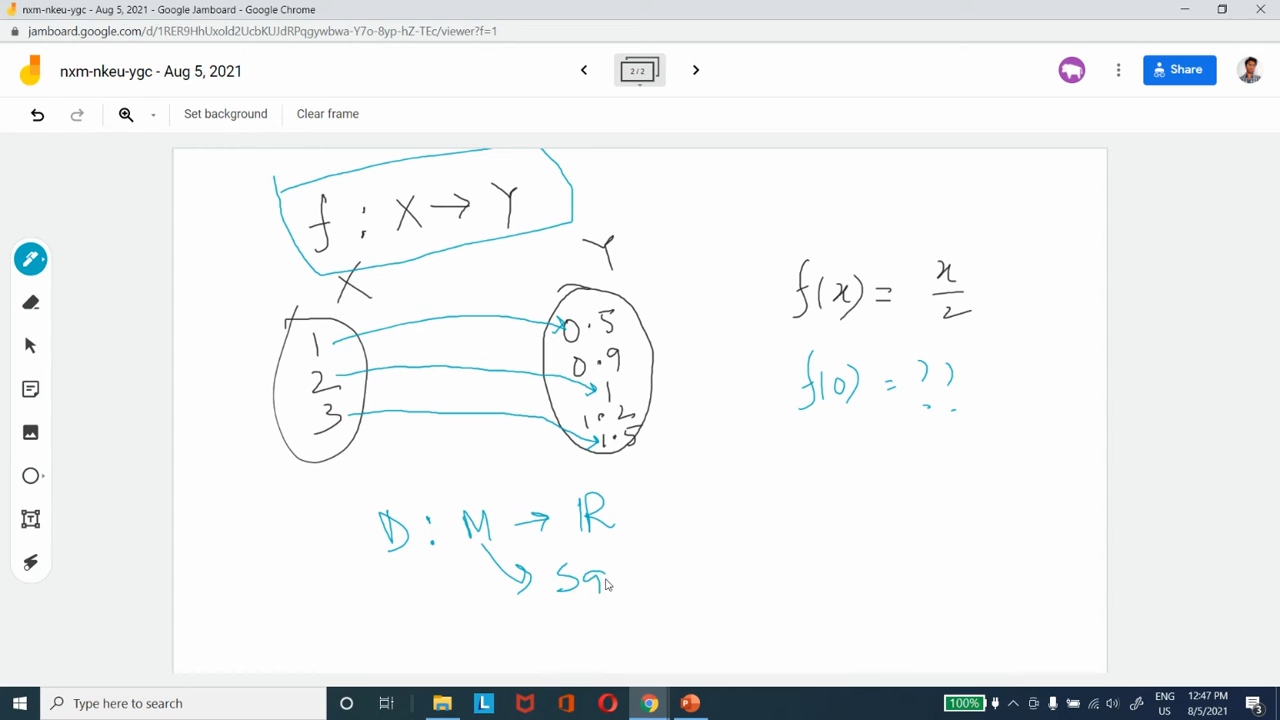 nxm-nkeu-ygc - Aug 5, 2021 - Google Jamboard - Google Chrome
jamboard.google.com/d/1RER9HhUxold2UcbKUJdRPqgywbwa-Y7o-8yp-hZ-TEc/viewer?f=1
nxm-nkeu-ygc - Aug 5, 2021
2 / 2
Share
Set background
Clear frame
f : X → Y
X
Y
1
2
3
0.5
0.9
1
1.2
1.5
f(x) = x/2
f(0) = ??
D : M → R
sq
Type here to search
L
100%
ENG
US
12:47 PM
8/5/2021
3